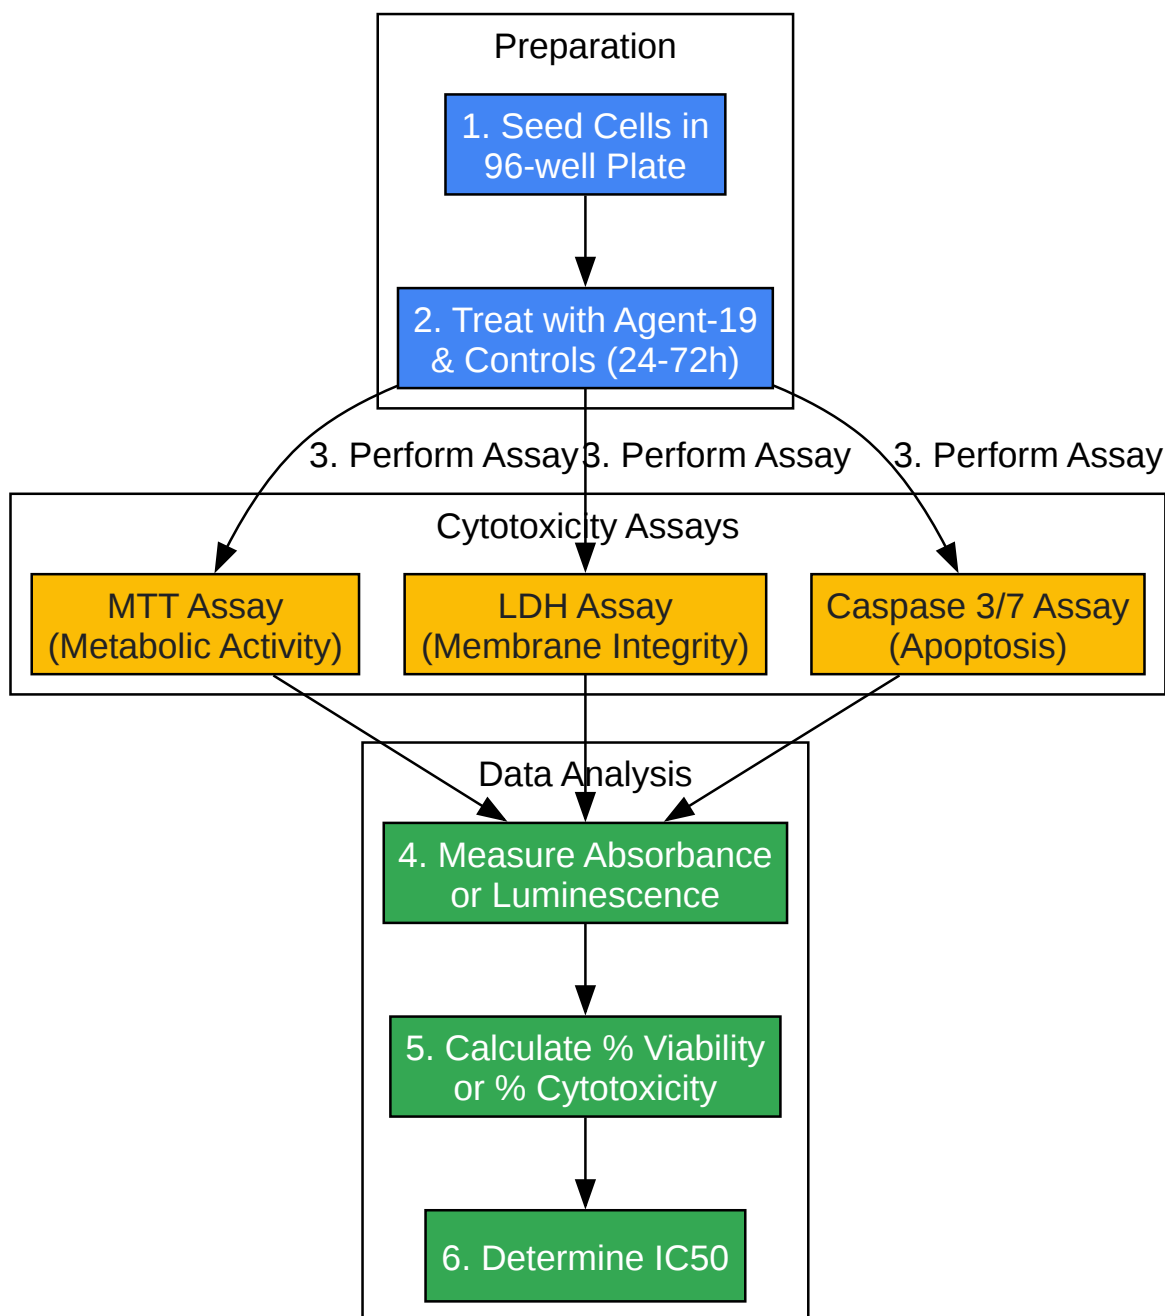 Preparation
1. Seed Cells in
96-well Plate
2. Treat with Agent-19
& Controls (24-72h)
3. Perform Assay
3. Perform Assay
3. Perform Assay
Cytotoxicity Assays
MTT Assay
(Metabolic Activity)
LDH Assay
(Membrane Integrity)
Caspase 3/7 Assay
(Apoptosis)
Data Analysis
4. Measure Absorbance
or Luminescence
5. Calculate % Viability
or % Cytotoxicity
6. Determine IC50